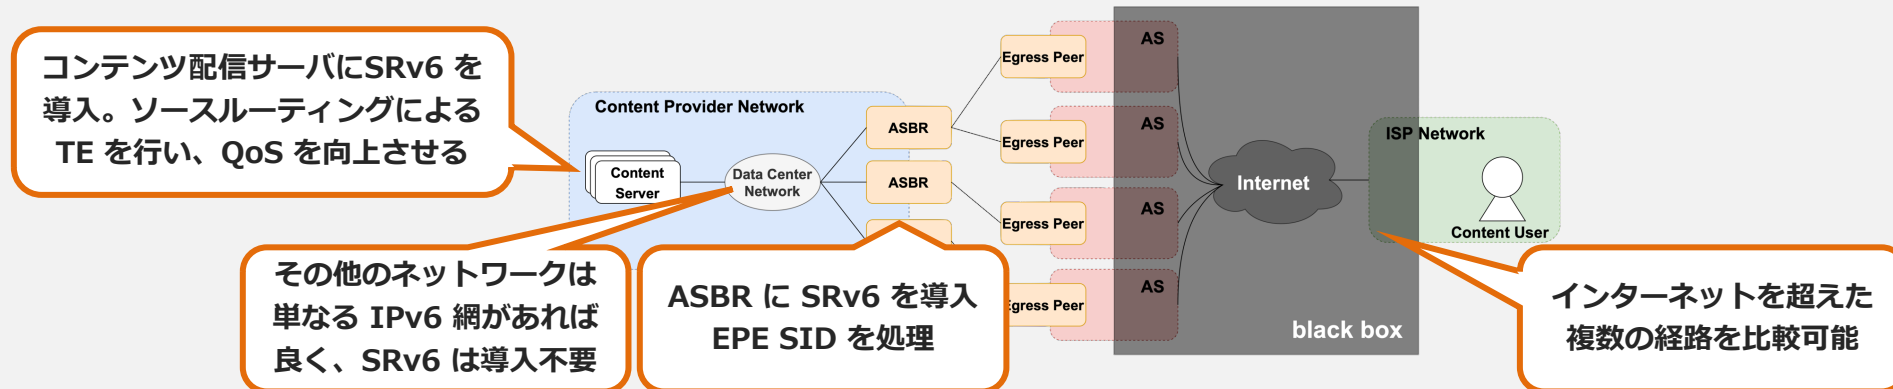 コンテンツ配信サーバにSRv6 を
導入。ソースルーティングによる
TE を行い、QoS を向上させる
Content Provider Network
Content
Server
Data Center
Network
ASBR
ASBR
Egress Peer
Egress Peer
Egress Peer
Egress Peer
AS
AS
AS
AS
Internet
black box
ISP Network
Content User
その他のネットワークは
単なる IPv6 網があれば
良く、SRv6 は導入不要
ASBR に SRv6 を導入
EPE SID を処理
インターネットを超えた
複数の経路を比較可能